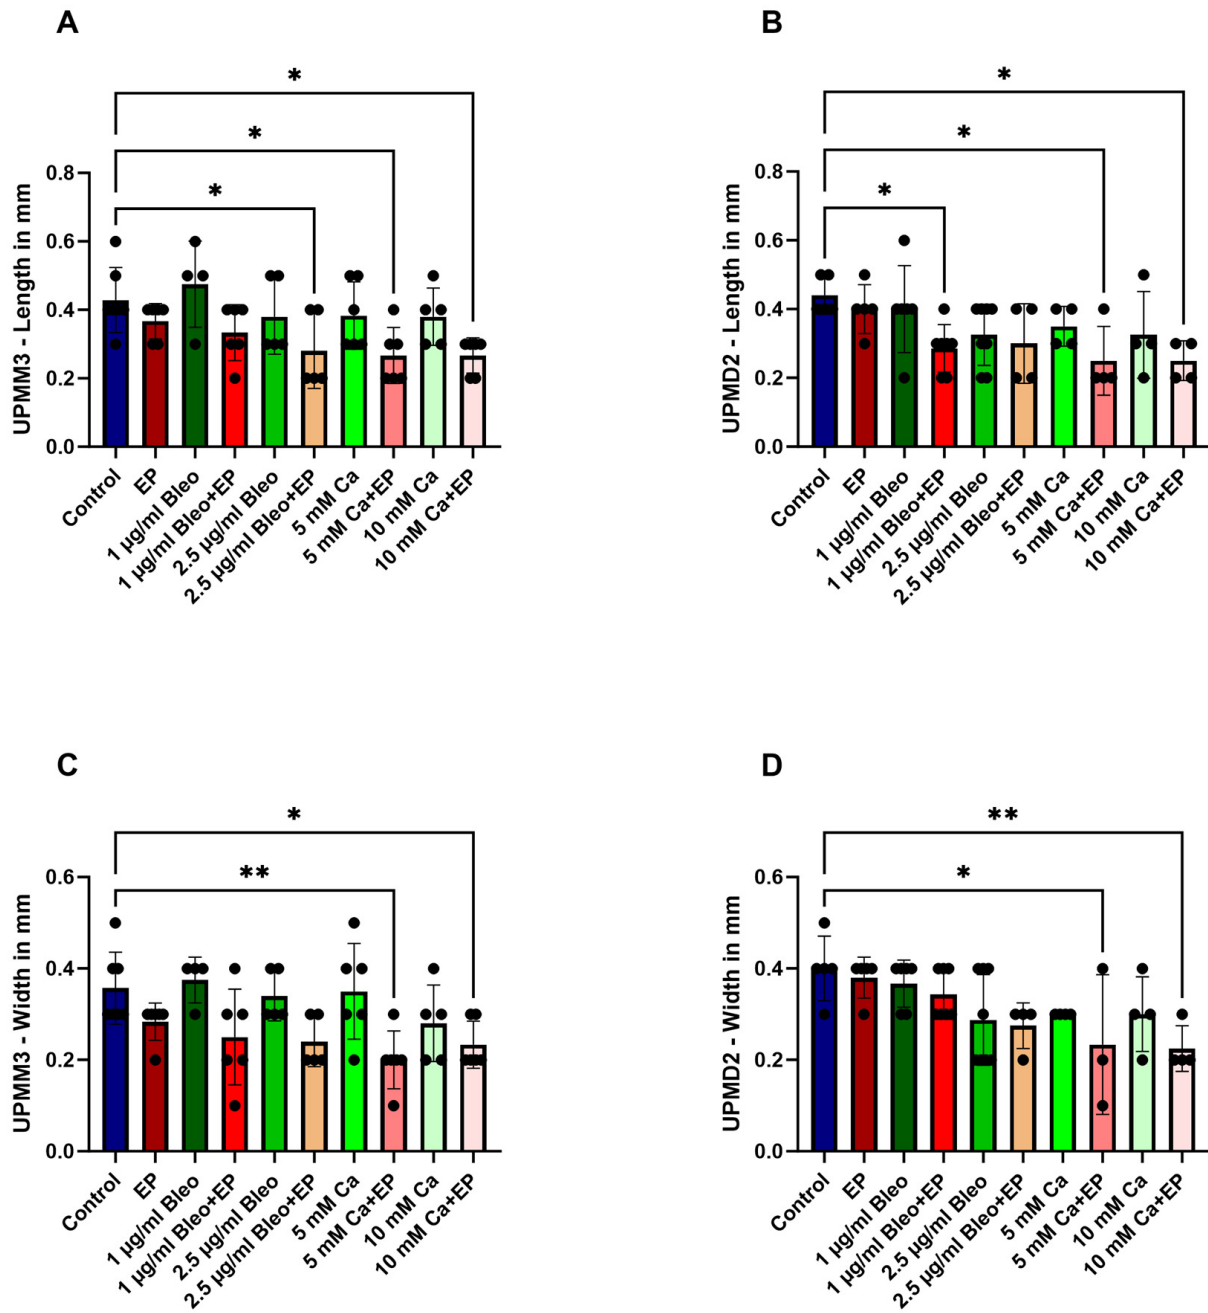 A
*
*
*
UPMM3 - Length in mm
0.8
0.6
0.4
0.2
0.0
Control
EP
1 µg/ml Bleo
1 µg/ml Bleo+EP
2.5 µg/ml Bleo
2.5 µg/ml Bleo+EP
5 mM Ca
5 mM Ca+EP
10 mM Ca
10 mM Ca+EP
B
*
*
*
UPMD2 - Length in mm
0.8
0.6
0.4
0.2
0.0
Control
EP
1 µg/ml Bleo
1 µg/ml Bleo+EP
2.5 µg/ml Bleo
2.5 µg/ml Bleo+EP
5 mM Ca
5 mM Ca+EP
10 mM Ca
10 mM Ca+EP
C
*
**
UPMM3 - Width in mm
0.6
0.4
0.2
0.0
Control
EP
1 µg/ml Bleo
1 µg/ml Bleo+EP
2.5 µg/ml Bleo
2.5 µg/ml Bleo+EP
5 mM Ca
5 mM Ca+EP
10 mM Ca
10 mM Ca+EP
D
**
*
UPMD2 - Width in mm
0.6
0.4
0.2
0.0
Control
EP
1 µg/ml Bleo
1 µg/ml Bleo+EP
2.5 µg/ml Bleo
2.5 µg/ml Bleo+EP
5 mM Ca
5 mM Ca+EP
10 mM Ca
10 mM Ca+EP